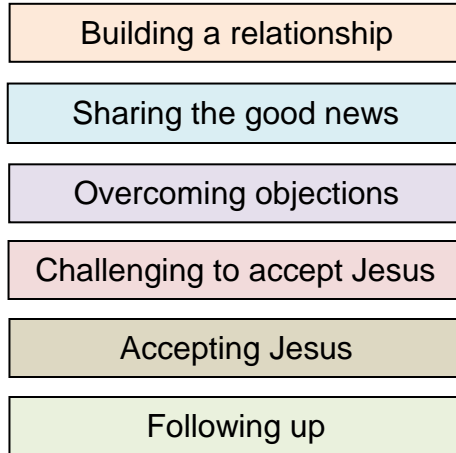 Building a relationship
Sharing the good news
Overcoming objections
Challenging to accept Jesus
Accepting Jesus
Following up